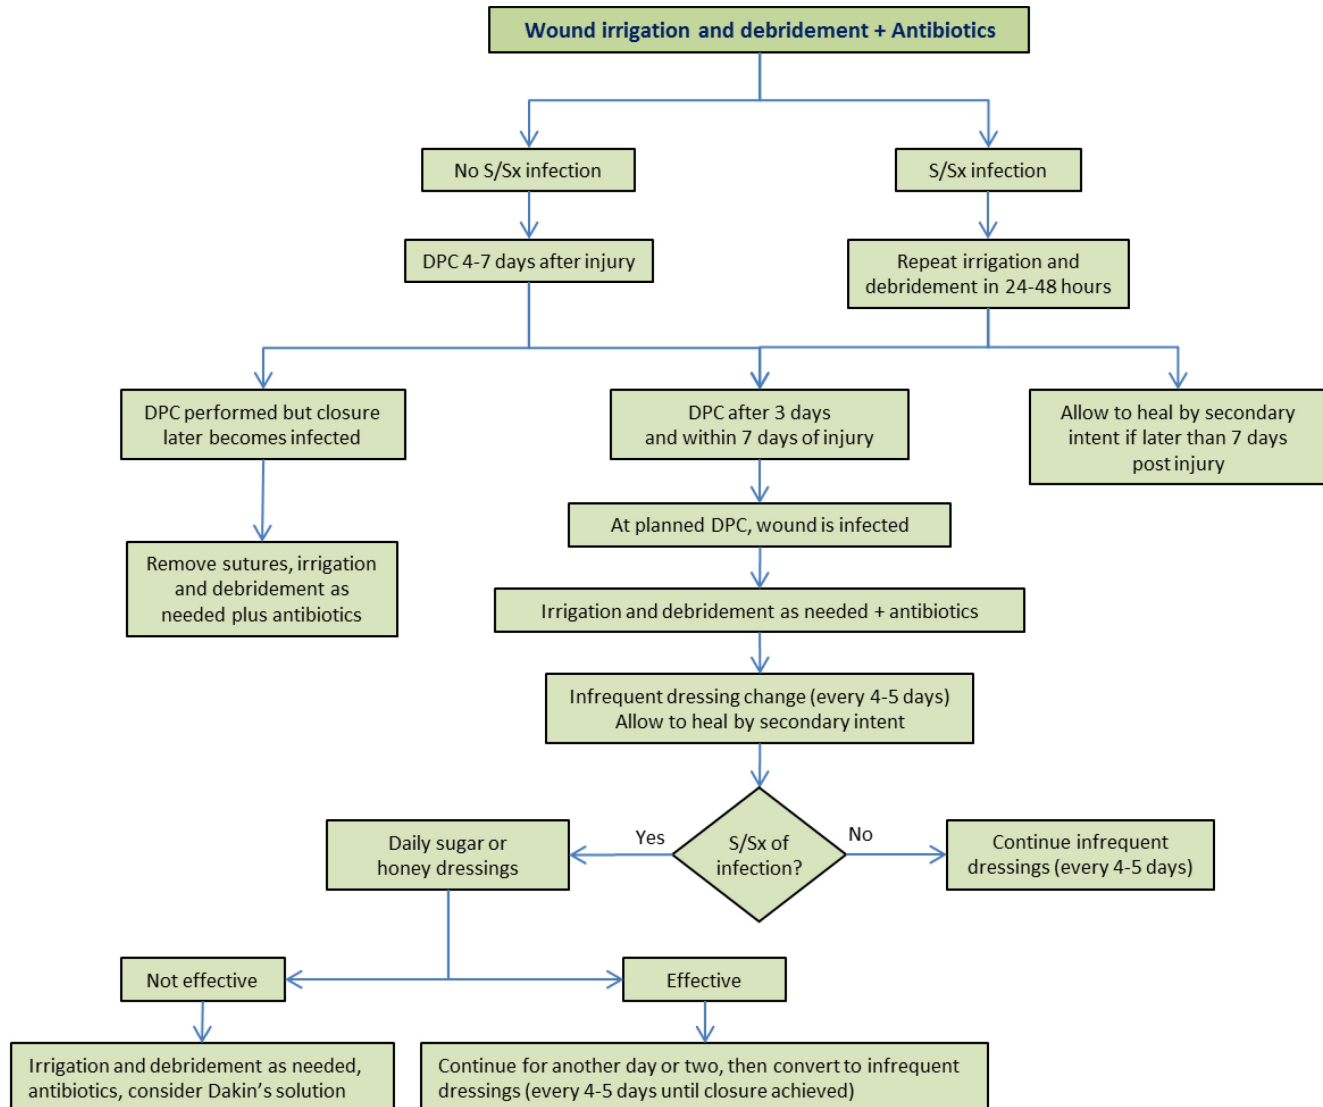 Wound irrigation and debridement + Antibiotics
No S/Sx infection
S/Sx infection
DPC 4-7 days after injury
Repeat irrigation and
debridement in 24-48 hours
DPC performed but closure
later becomes infected
DPC after 3 days
and within 7 days of injury
Allow to heal by secondary
intent if later than 7 days
post injury
At planned DPC, wound is infected
Remove sutures, irrigation
and debridement as
needed plus antibiotics
Irrigation and debridement as needed + antibiotics
Infrequent dressing change (every 4-5 days)
Allow to heal by secondary intent
Daily sugar or
honey dressings
Yes
S/Sx of
infection?
No
Continue infrequent
dressings (every 4-5 days)
Not effective
Effective
Irrigation and debridement as needed,
antibiotics, consider Dakin’s solution
Continue for another day or two, then convert to infrequent
dressings (every 4-5 days until closure achieved)